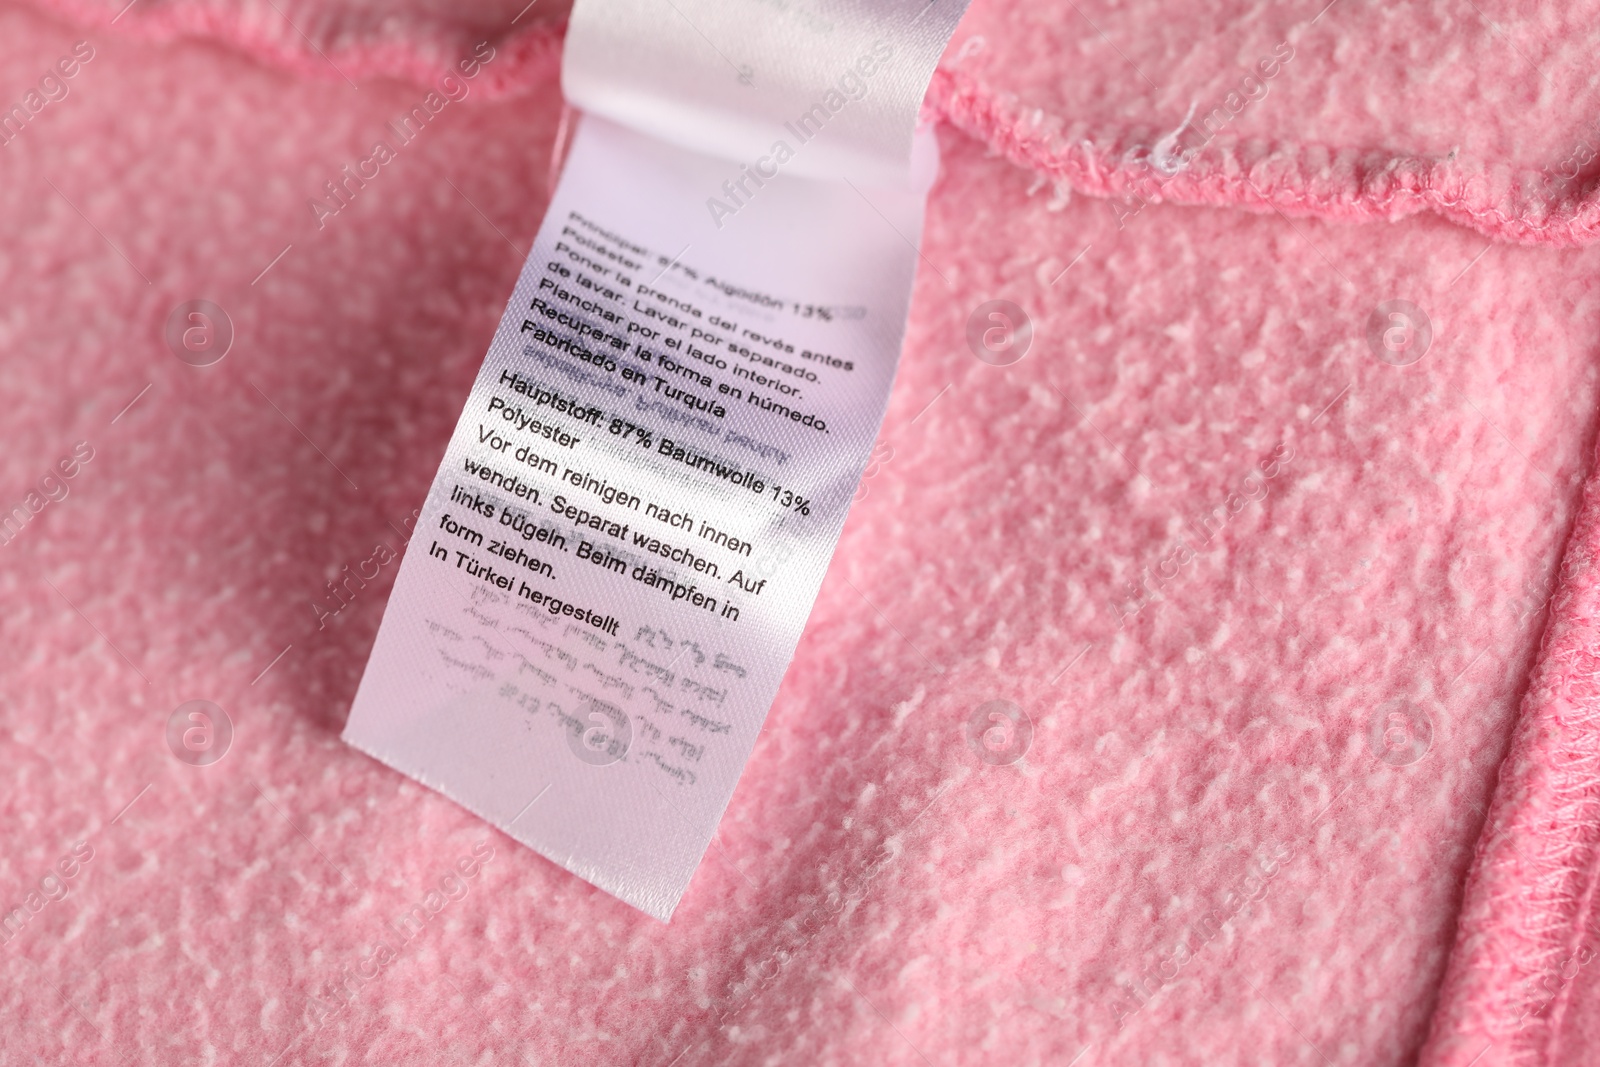 Principal: 87% Algodón 13%
Poliéster
Poner la prenda del revés antes
de lavar. Lavar por separado.
Planchar por el lado interior.
Recuperar la forma en húmedo.
Fabricado en Turquía
Hauptstoff: 87% Baumwolle 13%
Polyester
Vor dem reinigen nach innen
wenden. Separat waschen. Auf
links bügeln. Beim dämpfen in
form ziehen.
In Türkei hergestellt
africa images